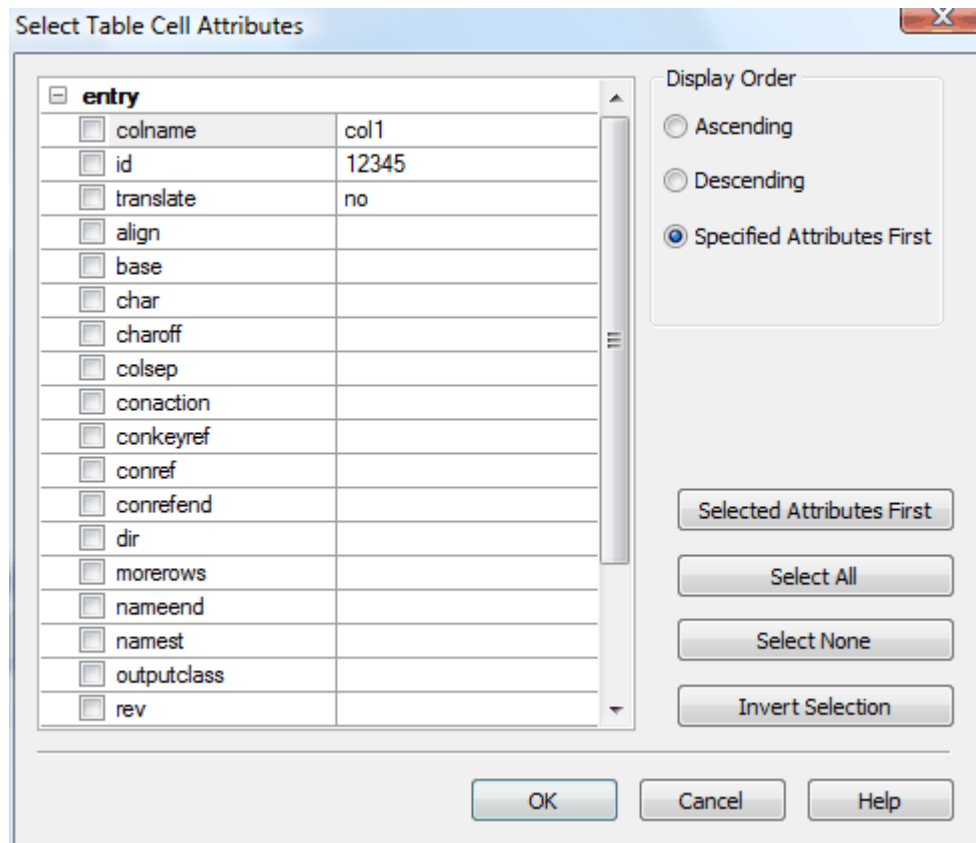 Select Table Cell Attributes
entry
colname col1
id 12345
translate no
align
base
char
charoff
colsep
conaction
conkeyref
conref
conrefend
dir
morerows
nameend
namest
outputclass
rev
Display Order
Ascending
Descending
Specified Attributes First
Selected Attributes First
Select All
Select None
Invert Selection
OK Cancel Help